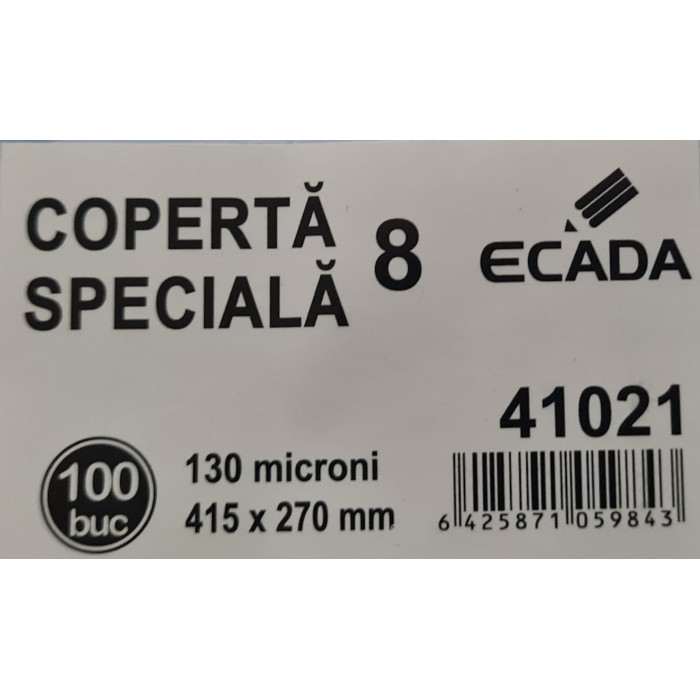 COPERTĂ
SPECIALĂ
8
ECADA
41021
100
buc
130 microni
415 x 270 mm
6 425871 059843